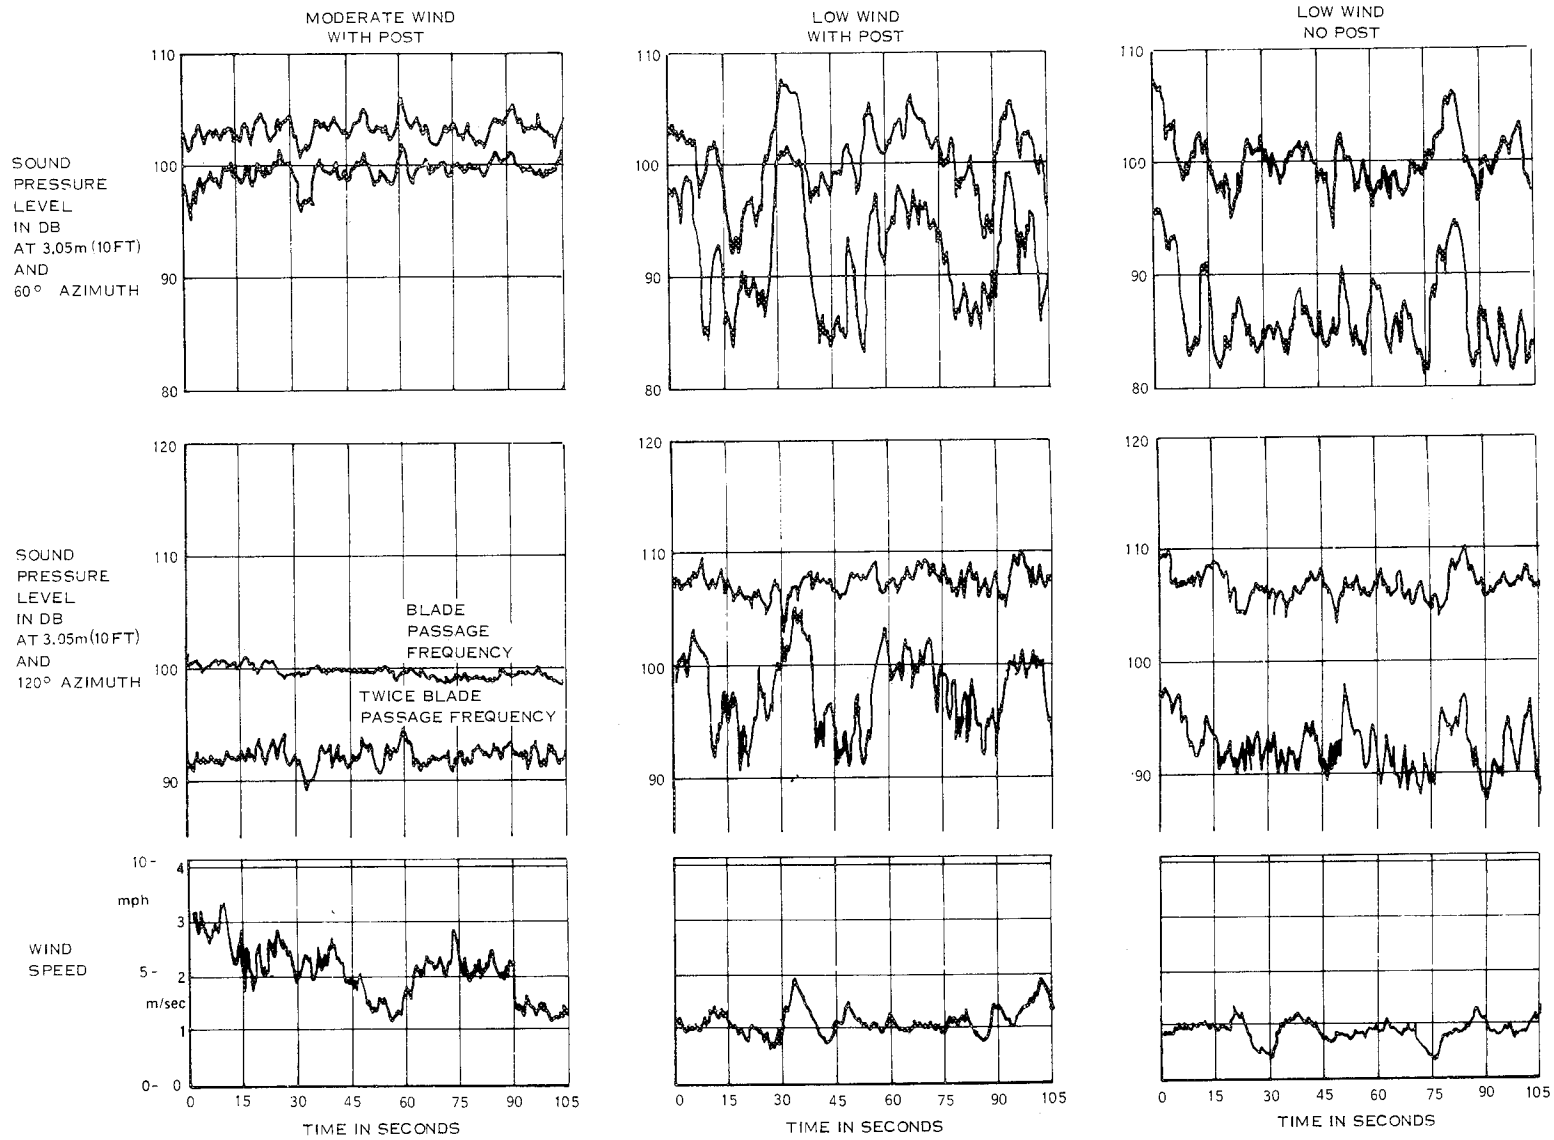 MODERATE WIND
WITH POST
LOW WIND
WITH POST
LOW WIND
NO POST
SOUND
PRESSURE
LEVEL
IN DB
AT 3.05m (10 FT)
AND
60° AZIMUTH
110
100
90
80
110
100
90
80
110
100
90
80
SOUND
PRESSURE
LEVEL
IN DB
AT 3.05m (10 FT)
AND
120° AZIMUTH
120
110
100
90
BLADE
PASSAGE
FREQUENCY
TWICE BLADE
PASSAGE FREQUENCY
120
110
100
90
120
110
100
90
WIND
SPEED
10-
mph
5-
m/sec
0-
4
3
2
1
0
0 15 30 45 60 75 90 105
TIME IN SECONDS
0 15 30 45 60 75 90 105
TIME IN SECONDS
0 15 30 45 60 75 90 105
TIME IN SECONDS